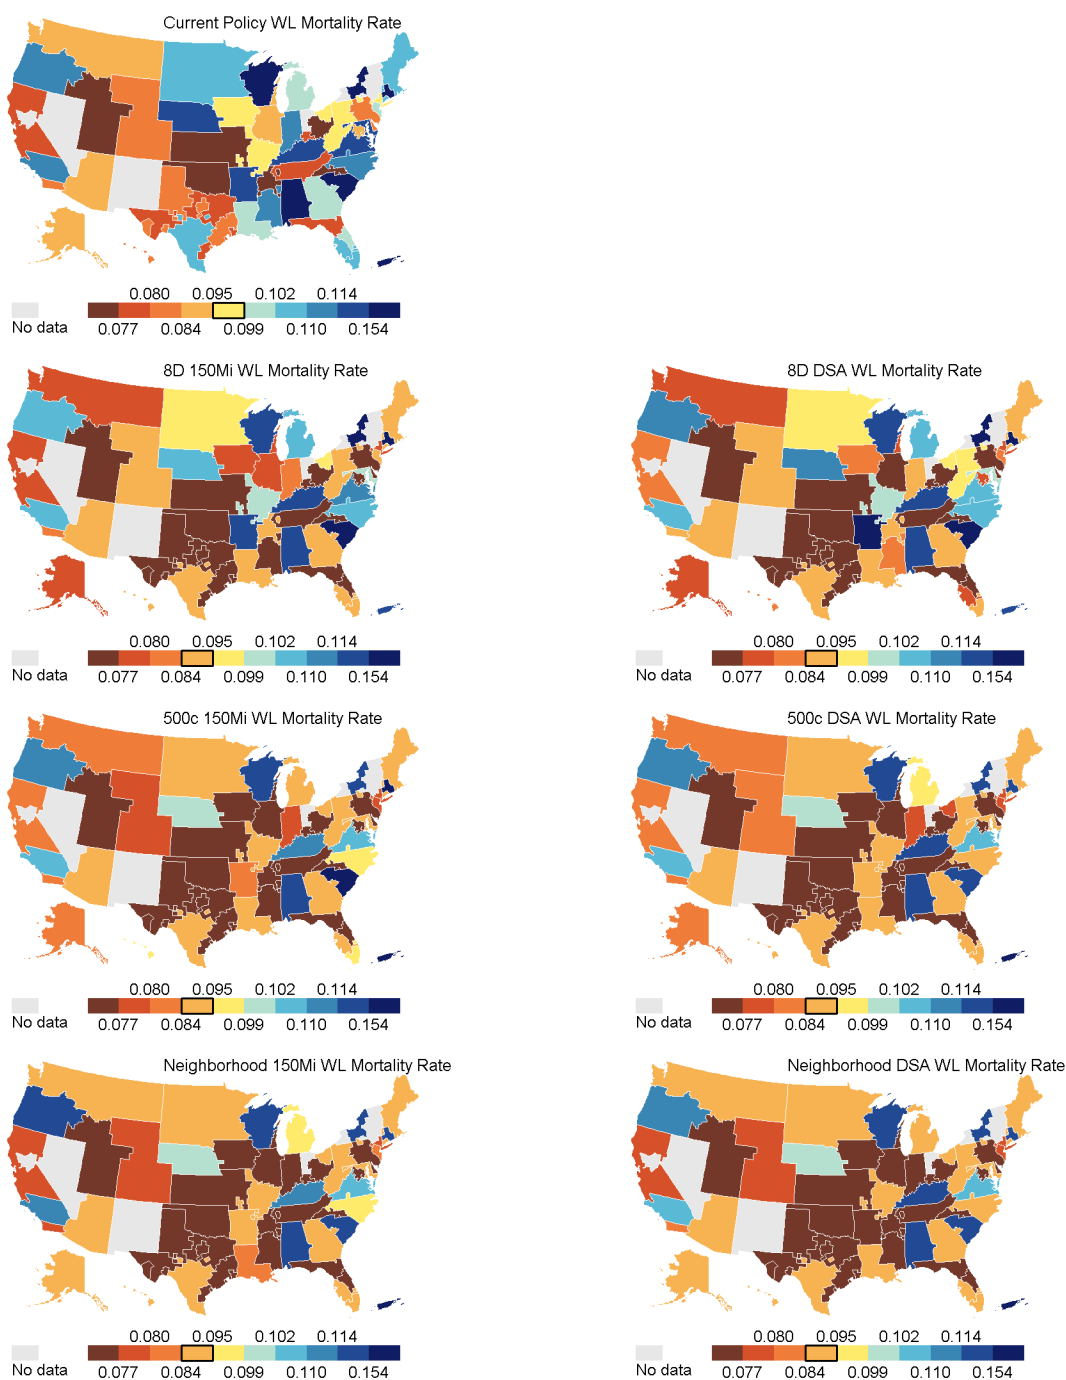 Current Policy WL Mortality Rate
0.080 0.095 0.102 0.114
No data 0.077 0.084 0.099 0.110 0.154
8D 150Mi WL Mortality Rate
0.080 0.095 0.102 0.114
No data 0.077 0.084 0.099 0.110 0.154
8D DSA WL Mortality Rate
0.080 0.095 0.102 0.114
No data 0.077 0.084 0.099 0.110 0.154
500c 150Mi WL Mortality Rate
0.080 0.095 0.102 0.114
No data 0.077 0.084 0.099 0.110 0.154
500c DSA WL Mortality Rate
0.080 0.095 0.102 0.114
No data 0.077 0.084 0.099 0.110 0.154
Neighborhood 150Mi WL Mortality Rate
0.080 0.095 0.102 0.114
No data 0.077 0.084 0.099 0.110 0.154
Neighborhood DSA WL Mortality Rate
0.080 0.095 0.102 0.114
No data 0.077 0.084 0.099 0.110 0.154